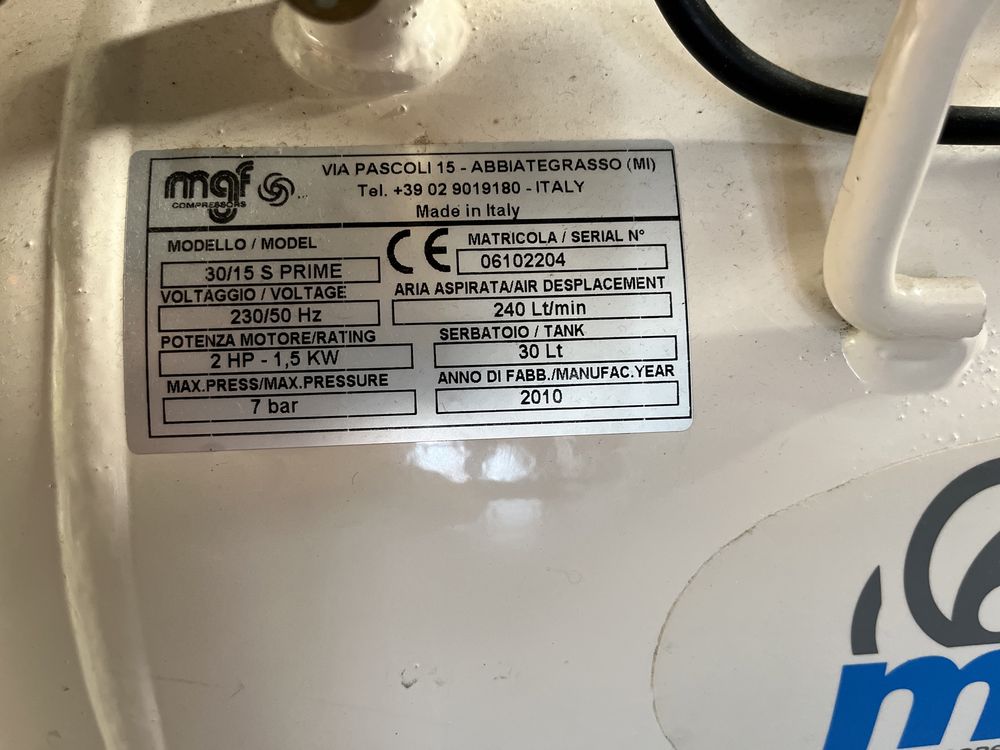 mgf
COMPRESSORS
VIA PASCOLI 15 - ABBIATEGRASSO (MI)
Tel. +39 02 9019180 - ITALY
Made in Italy
MODELLO / MODEL
30/15 S PRIME
CE
MATRICOLA / SERIAL N°
06102204
VOLTAGGIO / VOLTAGE
230/50 Hz
ARIA ASPIRATA/AIR DESPLACEMENT
240 Lt/min
POTENZA MOTORE/RATING
2 HP - 1,5 KW
SERBATOIO / TANK
30 Lt
MAX.PRESS/MAX.PRESSURE
7 bar
ANNO DI FABB./MANUFAC.YEAR
2010
m